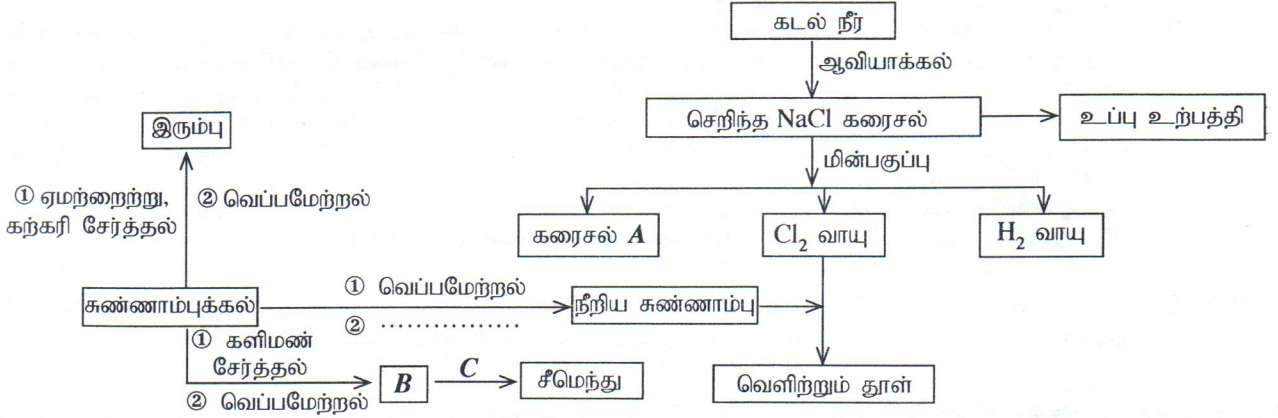 கடல் நீர்
ஆவியாக்கல்
செறிந்த NaCl கரைசல்
உப்பு உற்பத்தி
இரும்பு
மின்பகுப்பு
① ஏமற்றைற்று,
கற்கரி சேர்த்தல்
② வெப்பமேற்றல்
கரைசல் A
Cl₂ வாயு
H₂ வாயு
சுண்ணாம்புக்கல்
① வெப்பமேற்றல்
② ................
நீறிய சுண்ணாம்பு
① களிமண்
சேர்த்தல்
② வெப்பமேற்றல்
B
C
சீமெந்து
வெளிற்றும் தூள்